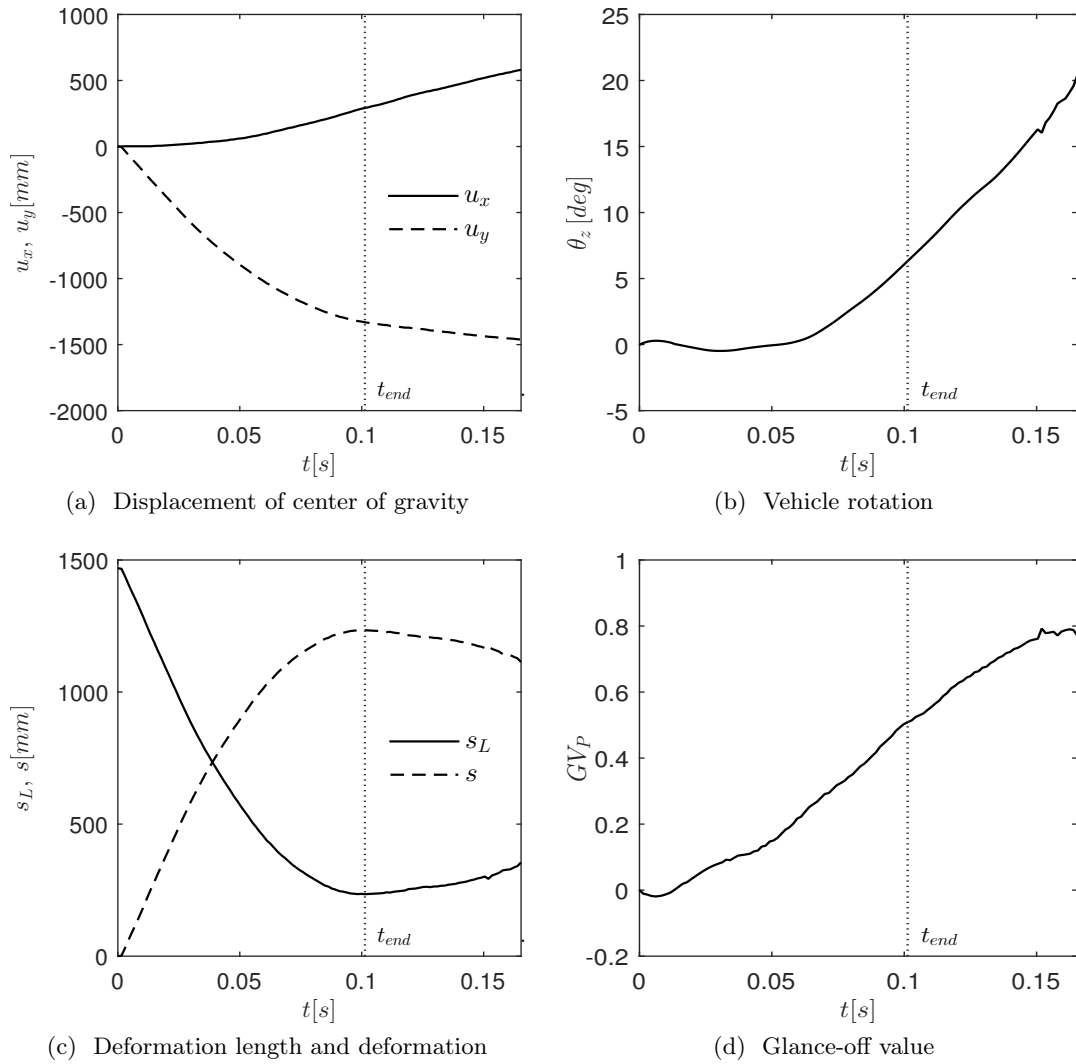 1000
500
0
-500
-1000
-1500
-2000
0 0.05 0.1 0.15
u_x, u_y[mm]
u_x
u_y
t_end
t[s]
(a) Displacement of center of gravity
25
20
15
10
5
0
-5
0 0.05 0.1 0.15
θ_z [deg]
t_end
t[s]
(b) Vehicle rotation
1500
1000
500
0
0 0.05 0.1 0.15
s_L, s[mm]
s_L
s
t_end
t[s]
(c) Deformation length and deformation
1
0.8
0.6
0.4
0.2
0
-0.2
0 0.05 0.1 0.15
GV_P
t_end
t[s]
(d) Glance-off value